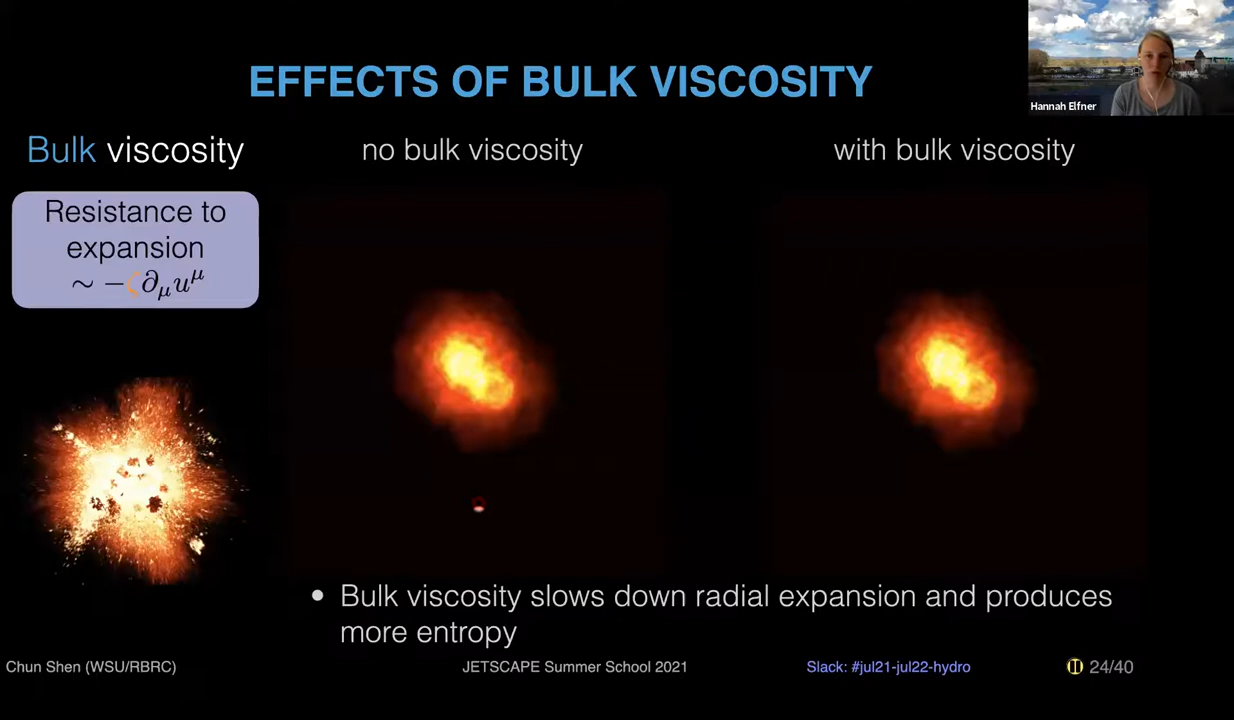 EFFECTS OF BULK VISCOSITY
Hannah Elfner
Bulk viscosity
no bulk viscosity
with bulk viscosity
Resistance to
expansion
∼ −ζ∂μuμ
• Bulk viscosity slows down radial expansion and produces
more entropy
Chun Shen (WSU/RBRC)
JETSCAPE Summer School 2021
Slack: #jul21-jul22-hydro
24/40